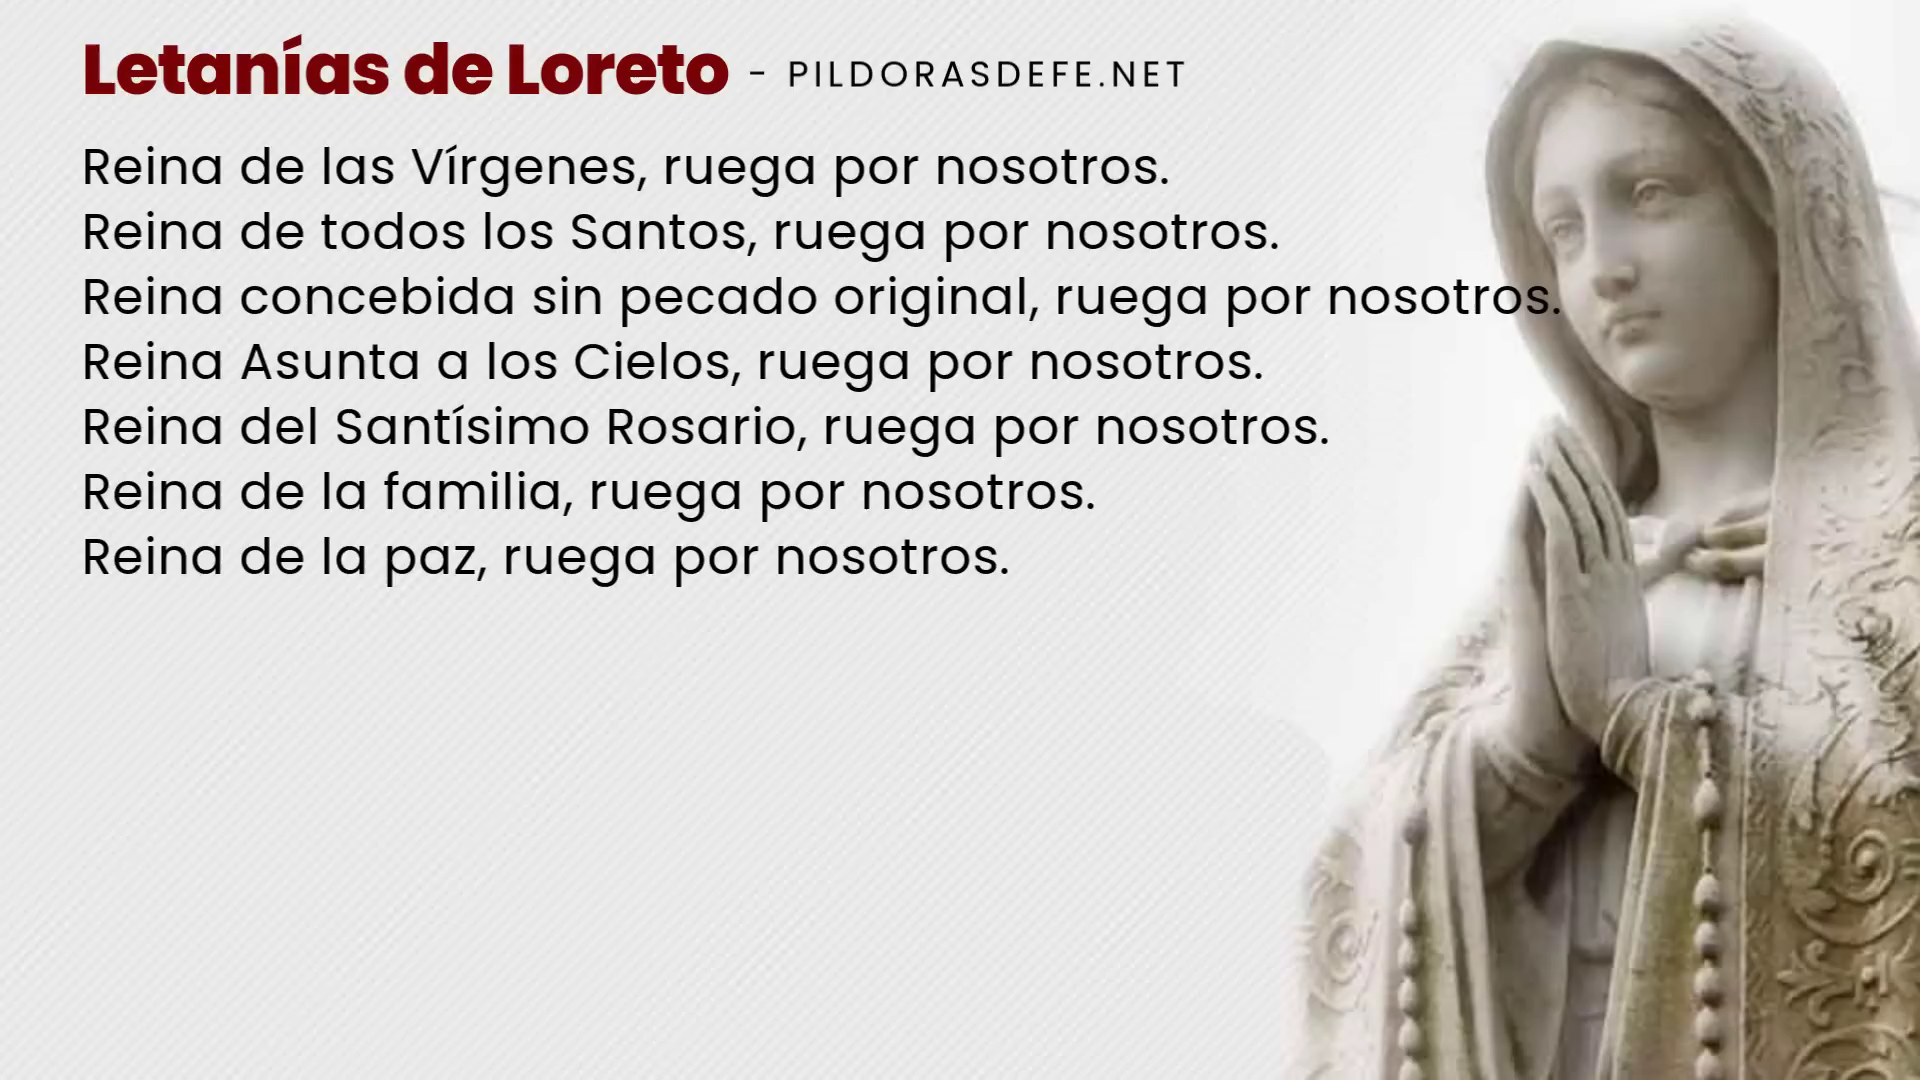 Letanías de Loreto - PILDORASDEFE.NET
Reina de las Vírgenes, ruega por nosotros.
Reina de todos los Santos, ruega por nosotros.
Reina concebida sin pecado original, ruega por nosotros.
Reina Asunta a los Cielos, ruega por nosotros.
Reina del Santísimo Rosario, ruega por nosotros.
Reina de la familia, ruega por nosotros.
Reina de la paz, ruega por nosotros.